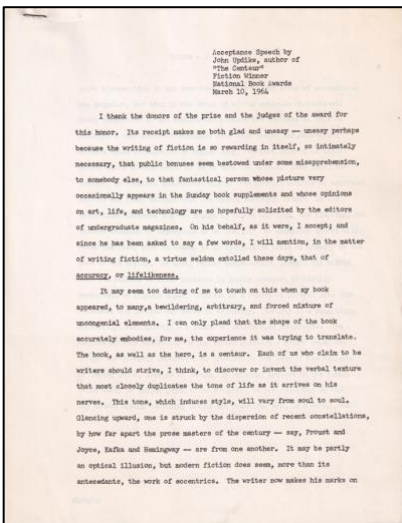 Acceptance Speech by
John Updike, author of
"The Centaur"
Fiction Winner
National Book Awards
March 10, 1964
I thank the donors of the prize and the judges of the award for
this honor. Its receipt makes me both glad and uneasy -- uneasy perhaps
because the writing of fiction is so rewarding in itself, so intimately
necessary, that public bonuses seem bestowed under some misapprehension,
to somebody else, to that fantastical person whose picture very
occasionally appears in the Sunday book supplements and whose opinions
on art, life, and technology are so hopefully solicited by the editors
of undergraduate magazines. On his behalf, as it were, I accept; and
since he has been asked to say a few words, I will mention, in the matter
of writing fiction, a virtue seldom extolled these days, that of
accuracy, or lifelikeness.
It may seem too daring of me to touch on this when my book
appeared, to many,a bewildering, arbitrary, and forced mixture of
uncongenial elements. I can only plead that the shape of the book
accurately embodies, for me, the experience it was trying to translate.
The book, as well as the hero, is a centaur. Each of us who claim to be
writers should strive, I think, to discover or invent the verbal texture
that most closely duplicates the tone of life as it arrives on his
nerves. This tone, which induces style, will vary from soul to soul.
Glancing upward, one is struck by the dispersion of recent constellations,
by how far apart the prose masters of the century -- say, Proust and
Joyce, Kafka and Hemingway -- are from one another. It may be partly
an optical illusion, but modern fiction does seem, more than its
antecedants, the work of eccentrics. The writer now makes his marks on